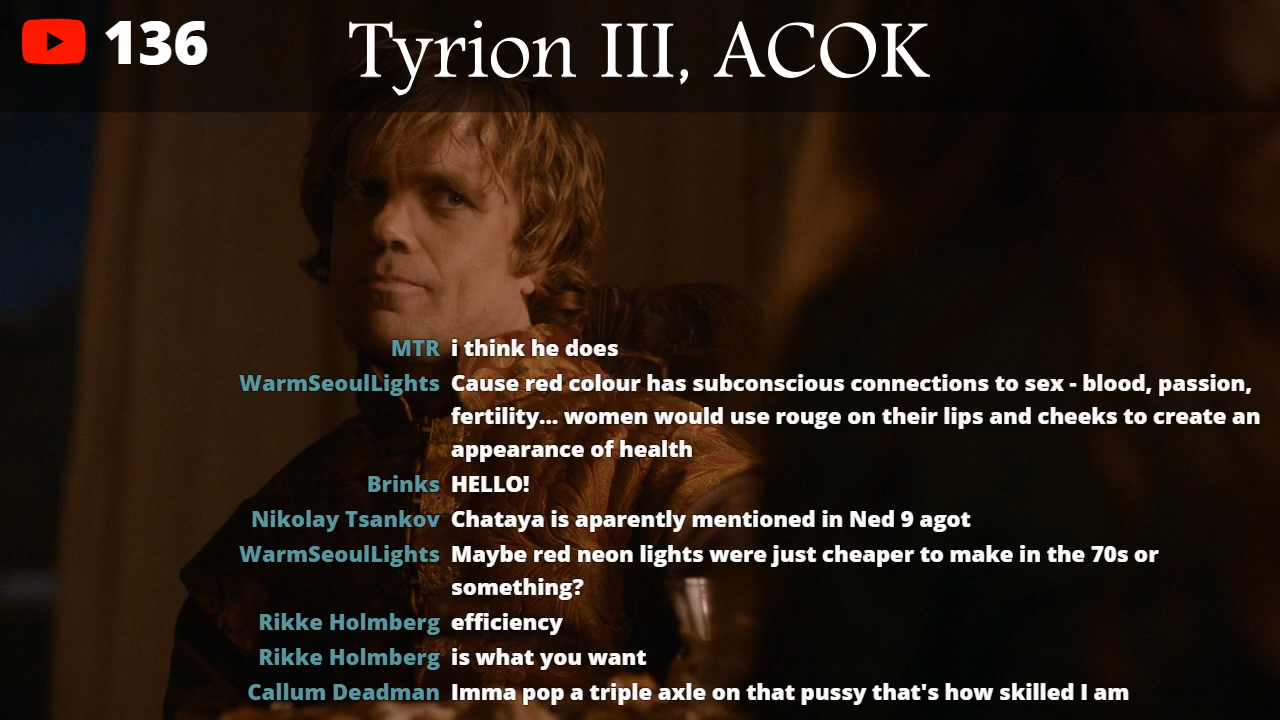 136
Tyrion III, ACOK
MTR i think he does
WarmSeoulLights Cause red colour has subconscious connections to sex - blood, passion,
fertility... women would use rouge on their lips and cheeks to create an
appearance of health
Brinks HELLO!
Nikolay Tsankov Chataya is aparently mentioned in Ned 9 agot
WarmSeoulLights Maybe red neon lights were just cheaper to make in the 70s or
something?
Rikke Holmberg efficiency
Rikke Holmberg is what you want
Callum Deadman Imma pop a triple axle on that pussy that's how skilled I am